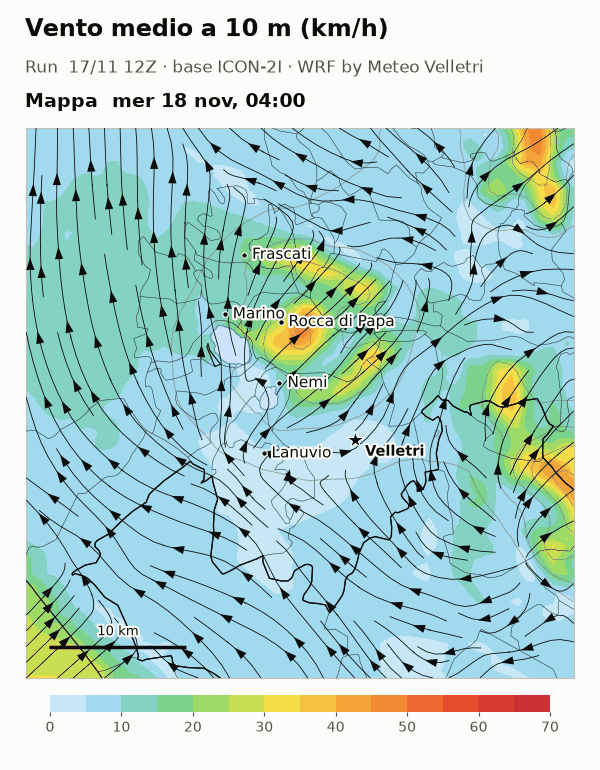 Vento medio a 10 m (km/h)
Run 17/11 12Z · base ICON-2I · WRF by Meteo Velletri
Mappa mer 18 nov, 04:00
Frascati
Marino
Rocca di Papa
Nemi
Lanuvio
Velletri
10 km
0 10 20 30 40 50 60 70